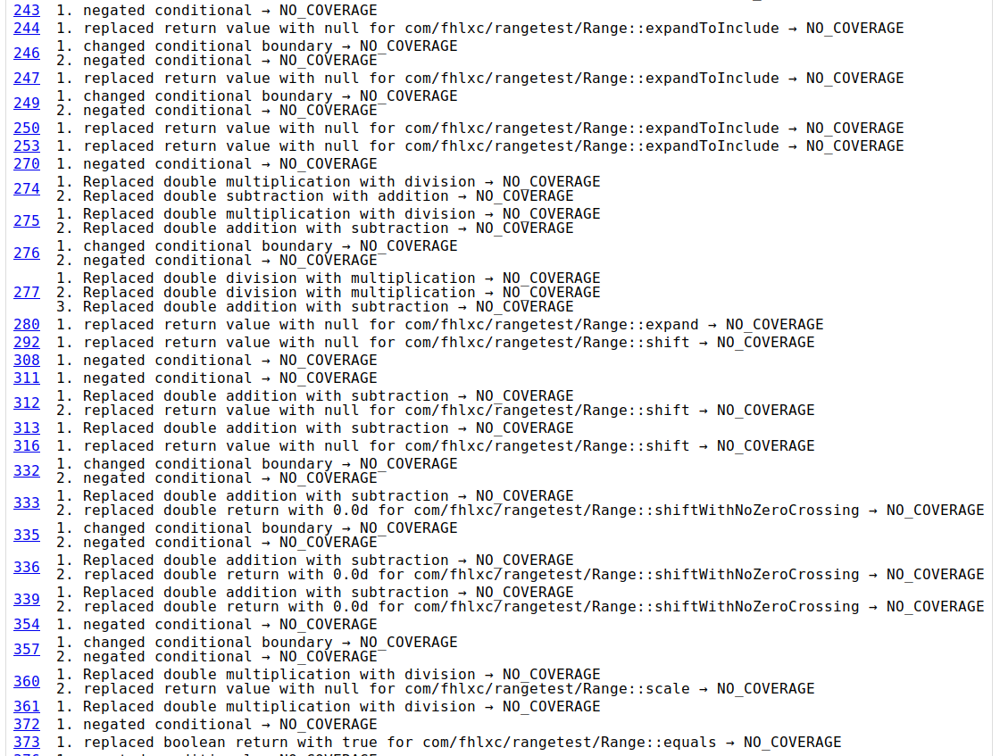 243 1. negated conditional → NO_COVERAGE
244 1. replaced return value with null for com/fhlxc/rangetest/Range::expandToInclude → NO_COVERAGE
246 1. changed conditional boundary → NO_COVERAGE
2. negated conditional → NO_COVERAGE
247 1. replaced return value with null for com/fhlxc/rangetest/Range::expandToInclude → NO_COVERAGE
249 1. changed conditional boundary → NO_COVERAGE
2. negated conditional → NO_COVERAGE
250 1. replaced return value with null for com/fhlxc/rangetest/Range::expandToInclude → NO_COVERAGE
253 1. replaced return value with null for com/fhlxc/rangetest/Range::expandToInclude → NO_COVERAGE
270 1. negated conditional → NO_COVERAGE
274 1. Replaced double multiplication with division → NO_COVERAGE
2. Replaced double subtraction with addition → NO_COVERAGE
275 1. Replaced double multiplication with division → NO_COVERAGE
2. Replaced double addition with subtraction → NO_COVERAGE
276 1. changed conditional boundary → NO_COVERAGE
2. negated conditional → NO_COVERAGE
277 1. Replaced double division with multiplication → NO_COVERAGE
2. Replaced double division with multiplication → NO_COVERAGE
3. Replaced double addition with subtraction → NO_COVERAGE
280 1. replaced return value with null for com/fhlxc/rangetest/Range::expand → NO_COVERAGE
292 1. replaced return value with null for com/fhlxc/rangetest/Range::shift → NO_COVERAGE
308 1. negated conditional → NO_COVERAGE
311 1. negated conditional → NO_COVERAGE
312 1. Replaced double addition with subtraction → NO_COVERAGE
2. replaced return value with null for com/fhlxc/rangetest/Range::shift → NO_COVERAGE
313 1. Replaced double addition with subtraction → NO_COVERAGE
316 1. replaced return value with null for com/fhlxc/rangetest/Range::shift → NO_COVERAGE
332 1. changed conditional boundary → NO_COVERAGE
2. negated conditional → NO_COVERAGE
333 1. Replaced double addition with subtraction → NO_COVERAGE
2. replaced double return with 0.0d for com/fhlxc/rangetest/Range::shiftWithNoZeroCrossing → NO_COVERAGE
335 1. changed conditional boundary → NO_COVERAGE
2. negated conditional → NO_COVERAGE
336 1. Replaced double addition with subtraction → NO_COVERAGE
2. replaced double return with 0.0d for com/fhlxc/rangetest/Range::shiftWithNoZeroCrossing → NO_COVERAGE
339 1. Replaced double addition with subtraction → NO_COVERAGE
2. replaced double return with 0.0d for com/fhlxc/rangetest/Range::shiftWithNoZeroCrossing → NO_COVERAGE
354 1. negated conditional → NO_COVERAGE
357 1. changed conditional boundary → NO_COVERAGE
2. negated conditional → NO_COVERAGE
360 1. Replaced double multiplication with division → NO_COVERAGE
2. replaced return value with null for com/fhlxc/rangetest/Range::scale → NO_COVERAGE
361 1. Replaced double multiplication with division → NO_COVERAGE
372 1. negated conditional → NO_COVERAGE
373 1. replaced boolean return with true for com/fhlxc/rangetest/Range::equals → NO_COVERAGE